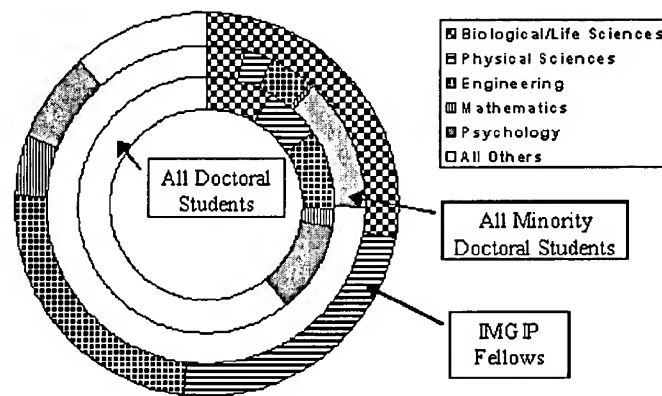 Biological/Life Sciences
Physical Sciences
Engineering
Mathematics
Psychology
All Others
All Doctoral
Students
All Minority
Doctoral Students
IMGIP
Fellows